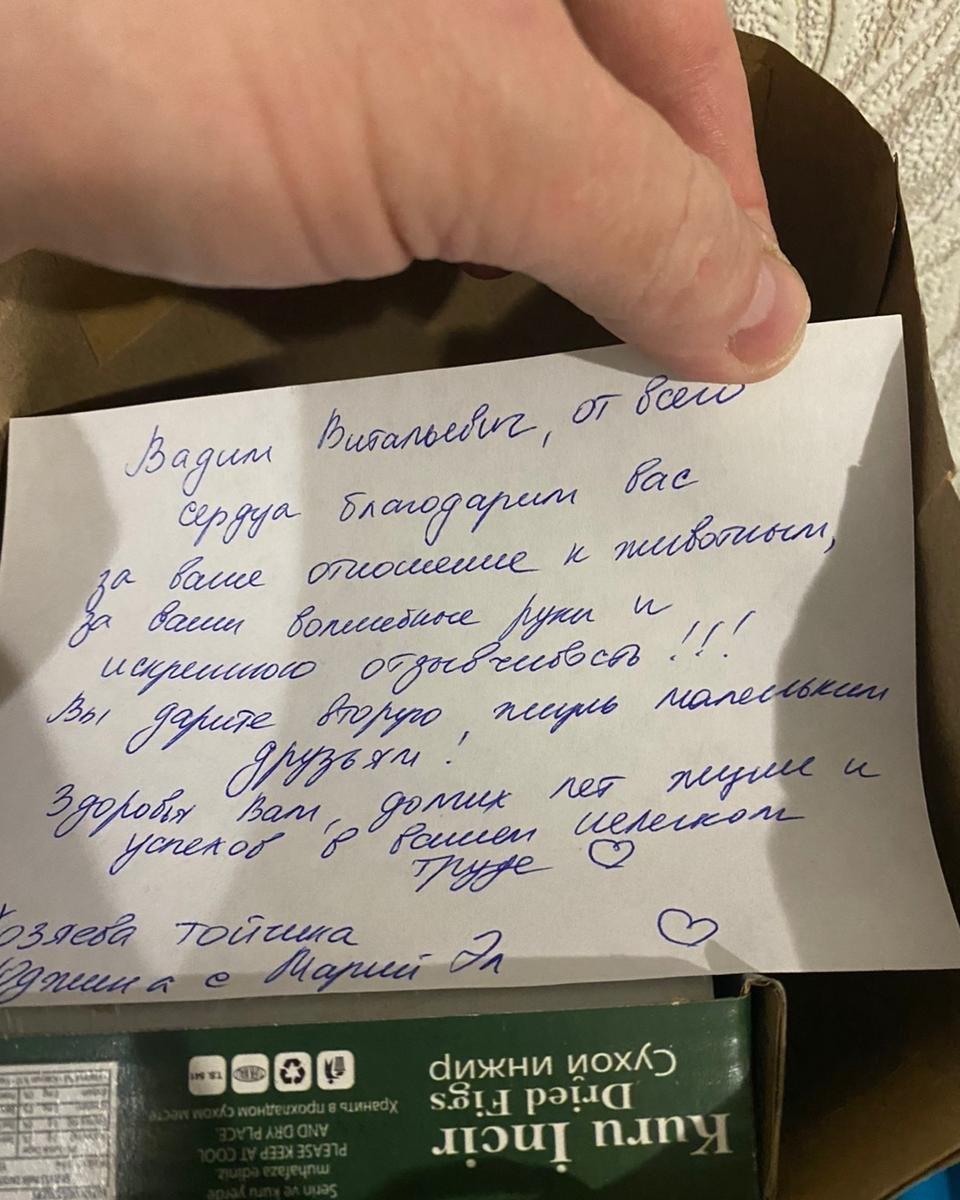 Вадим Витальевич, от всего
сердца благодарим вас
за ваше отношение к животным,
за ваши волшебные руки и
искреннюю отзывчивость !!!
Вы дарите вторую жизнь маленьким
друзьям !
Здоровья Вам, долгих лет жизни и
успехов в вашем нелегком
труде ♡
Хозяева тойчика
Оджина с Марий Эл ♡
Kuru İncir
Dried Figs
Сухой инжир
Serin ve kuru yerde
muhafaza ediniz
PLEASE KEEP AT COOL
AND DRY PLACE.
Хранить в прохладном сухом месте